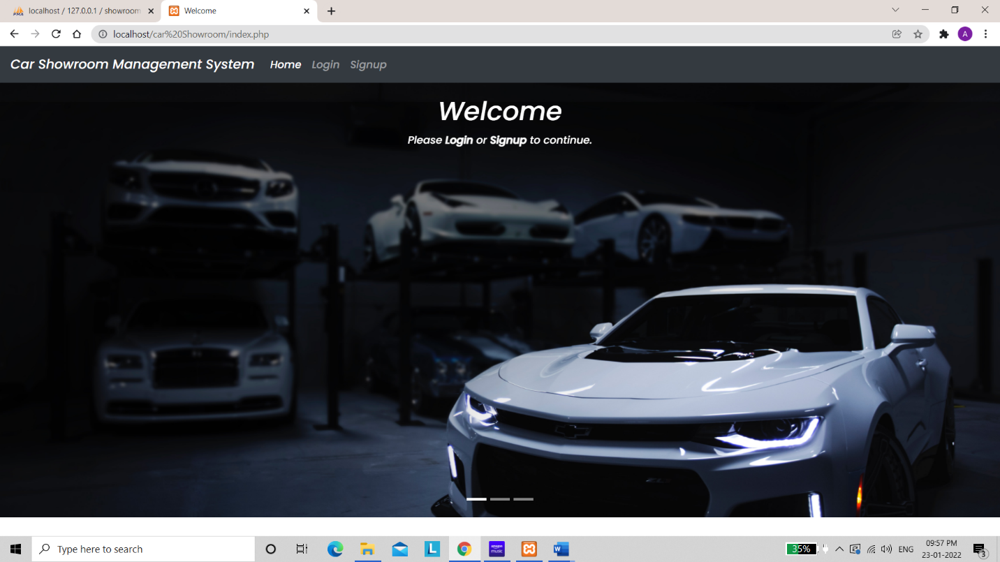 localhost / 127.0.0.1 / showroom
Welcome
localhost/car%20Showroom/index.php
A
Car Showroom Management System Home Login Signup
Welcome
Please Login or Signup to continue.
Type here to search
L
amazon music
W
35%
ENG
09:57 PM
23-01-2022
3